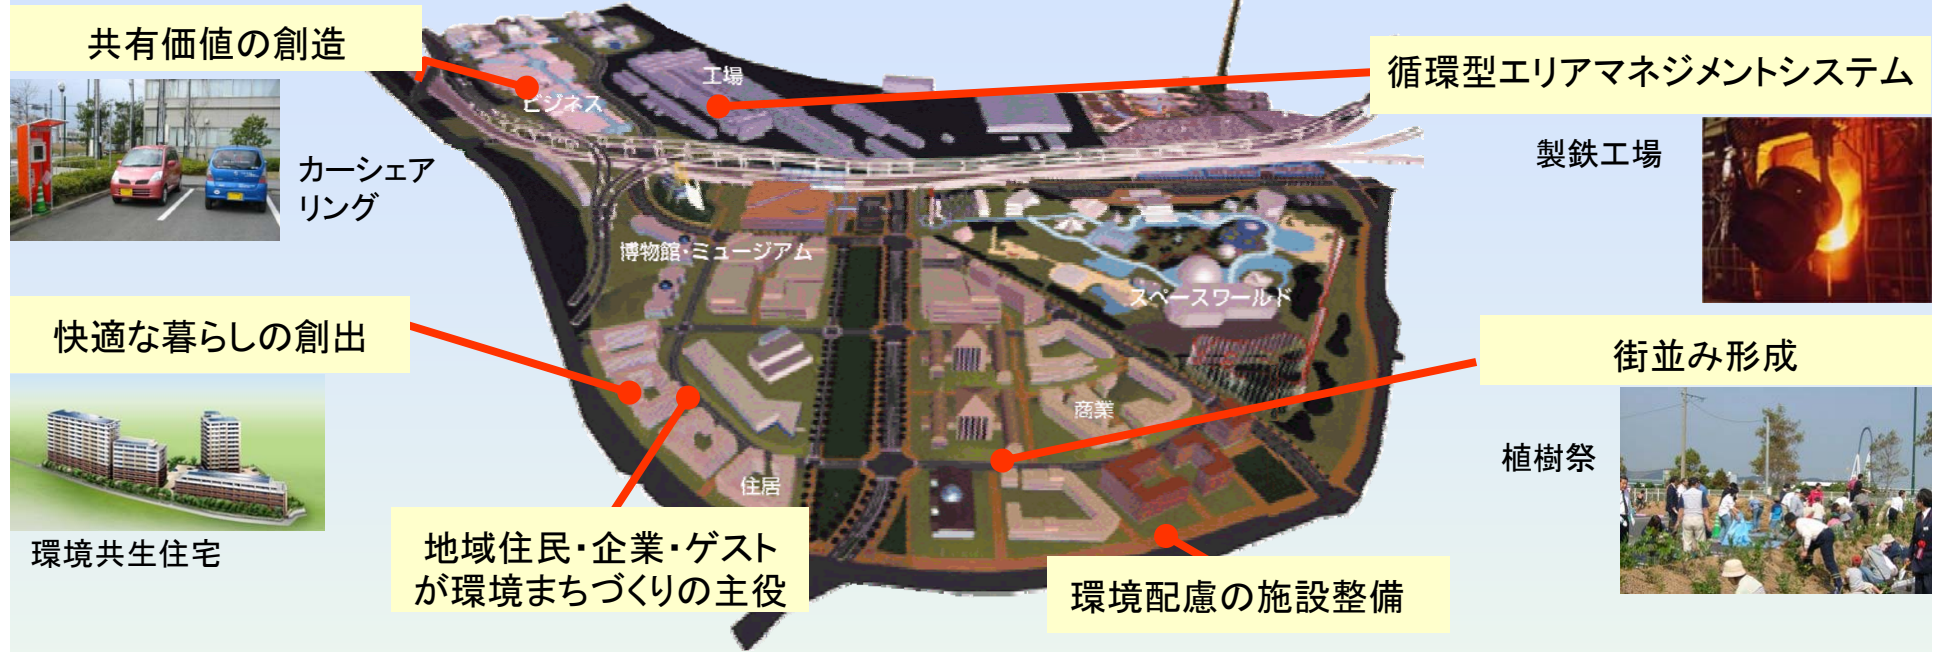 共有価値の創造
工場
循環型エリアマネジメントシステム
ビジネス
カーシェア
リング
製鉄工場
博物館・ミュージアム
スペースワールド
快適な暮らしの創出
街並み形成
商業
植樹祭
住居
環境共生住宅
地域住民・企業・ゲスト
が環境まちづくりの主役
環境配慮の施設整備